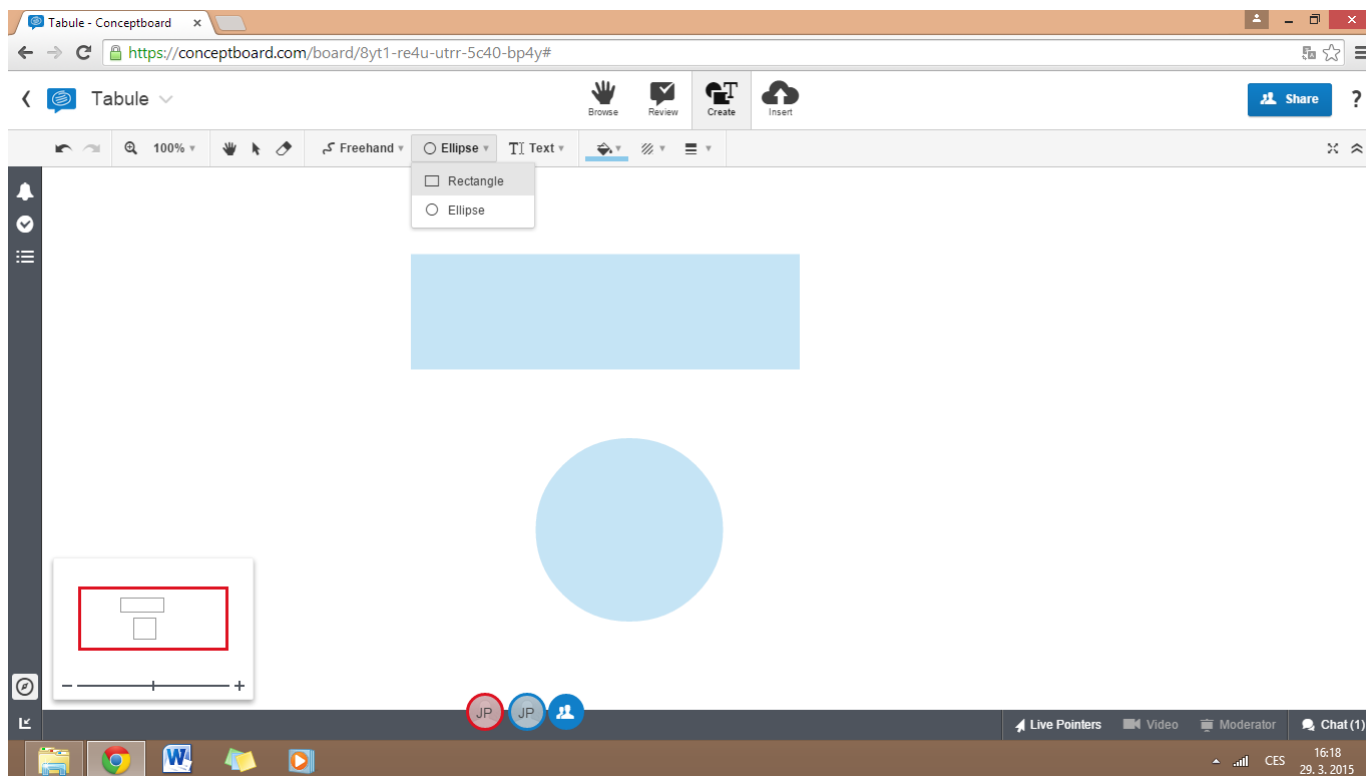 Tabule - Conceptboard
https://conceptboard.com/board/8yt1-re4u-utrr-5c40-bp4y#
Tabule
Browse Review Create Insert
Share ?
100% Freehand Ellipse Text
Rectangle
Ellipse
JP JP
Live Pointers Video Moderator Chat (1)
CES 16:18
29. 3. 2015